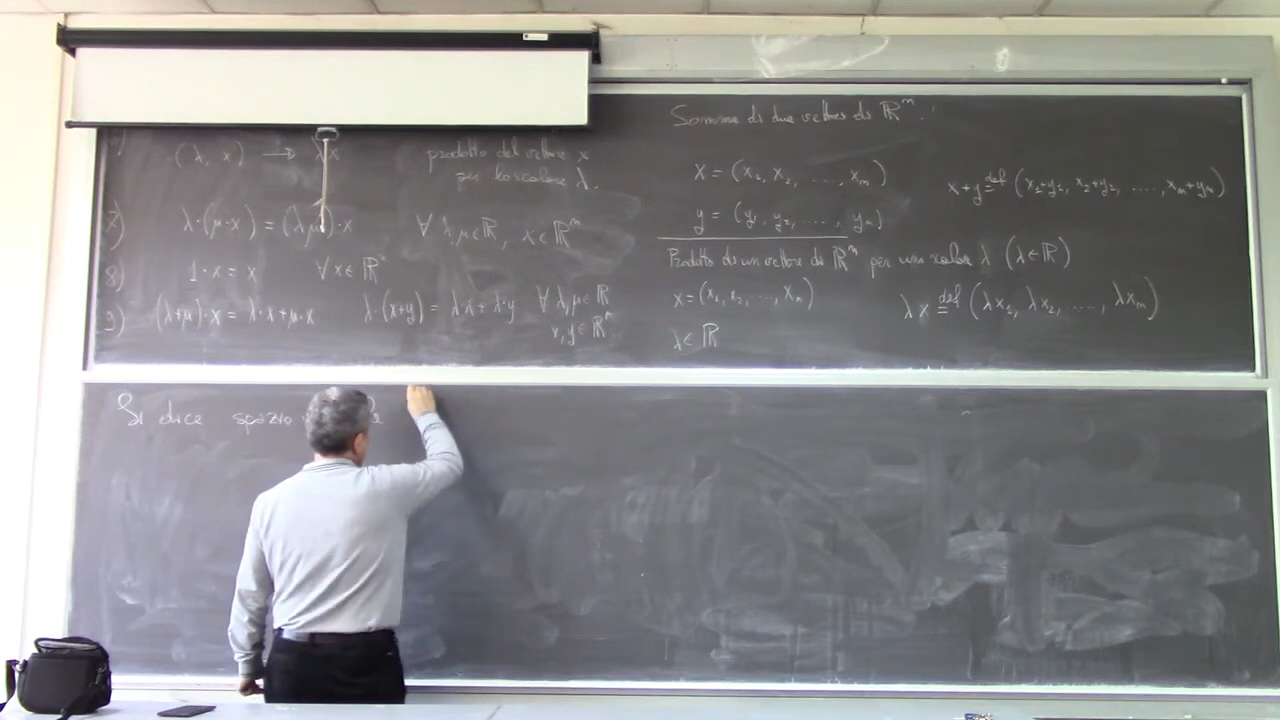 (λ, x) → λx
prodotto del vettore x
per lo scalare λ.
7) λ·(μ·x) = (λμ)·x ∀ λ,μ∈ℝ, x∈ℝⁿ
8) 1·x = x ∀x∈ℝⁿ
9) (λ+μ)·x = λ·x+μ·x λ·(x+y) = λ·x+λ·y ∀ λ,μ∈ℝ
x,y∈ℝⁿ
Somma di due vettori di ℝⁿ:
x = (x₁, x₂, ..., xₙ)
y = (y₁, y₂, ..., yₙ)
x+y def= (x₁+y₁, x₂+y₂, ..., xₙ+yₙ)
Prodotto di un vettore di ℝⁿ per uno scalare λ (λ∈ℝ)
x = (x₁, x₂, ..., xₙ)
λ∈ℝ
λx def= (λx₁, λx₂, ..., λxₙ)
Si dice spazio